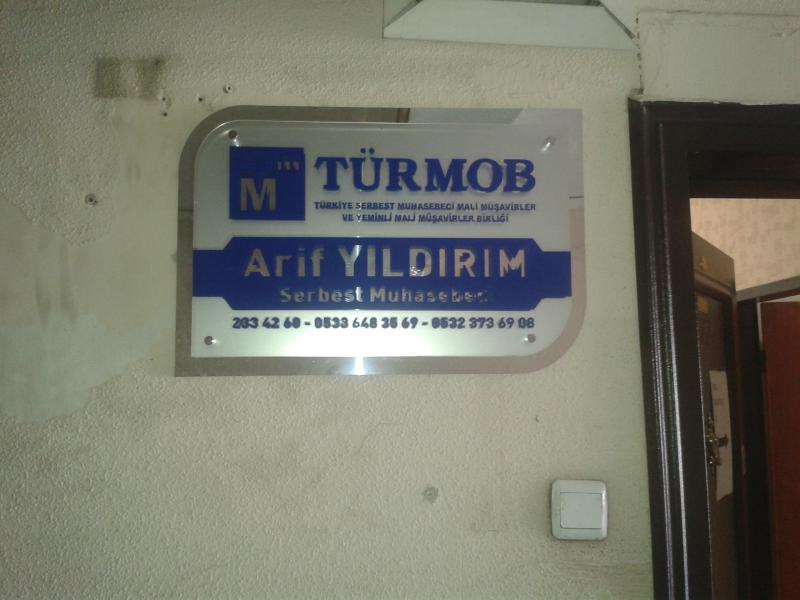 M TÜRMOB
TÜRKİYE SERBEST MUHASEBECİ MALİ MÜŞAVİRLER
VE YEMİNLİ MALİ MÜŞAVİRLER BİRLİĞİ
Arif YILDIRIM
Serbest Muhasebeci
233 42 60 - 0533 648 35 69 - 0532 373 69 08